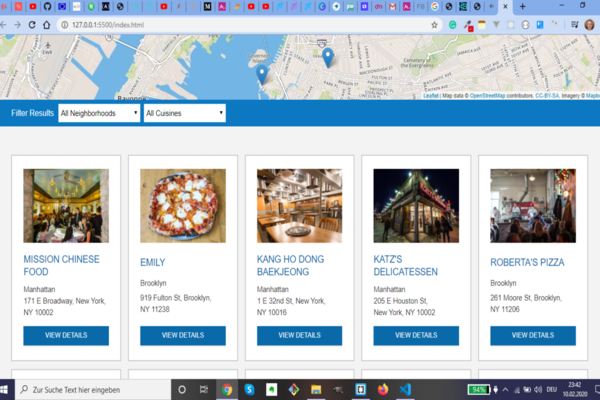 127.0.0.1:5500/index.html
Cemetery of the Evergreens
Bayonne
Leaflet | Map data © OpenStreetMap contributors, CC-BY-SA, Imagery © Mapbo
Filter Results
All Neighborhoods
All Cuisines
MISSION CHINESE
FOOD
Manhattan
171 E Broadway, New York,
NY 10002
VIEW DETAILS
EMILY
Brooklyn
919 Fulton St, Brooklyn,
NY 11238
VIEW DETAILS
KANG HO DONG
BAEKJEONG
Manhattan
1 E 32nd St, New York,
NY 10016
VIEW DETAILS
KATZ'S
DELICATESSEN
Manhattan
205 E Houston St,
New York, NY 10002
VIEW DETAILS
ROBERTA'S PIZZA
Brooklyn
261 Moore St, Brooklyn,
NY 11206
VIEW DETAILS
Zur Suche Text hier eingeben
94%
DEU
23:42
10.02.2020